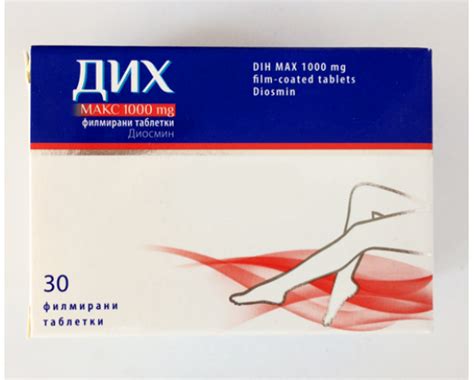 ДИХ
МАКС 1000 mg
филмирани таблетки
Диосмин
DIH MAX 1000 mg
film-coated tablets
Diosmin
30
филмирани
таблетки